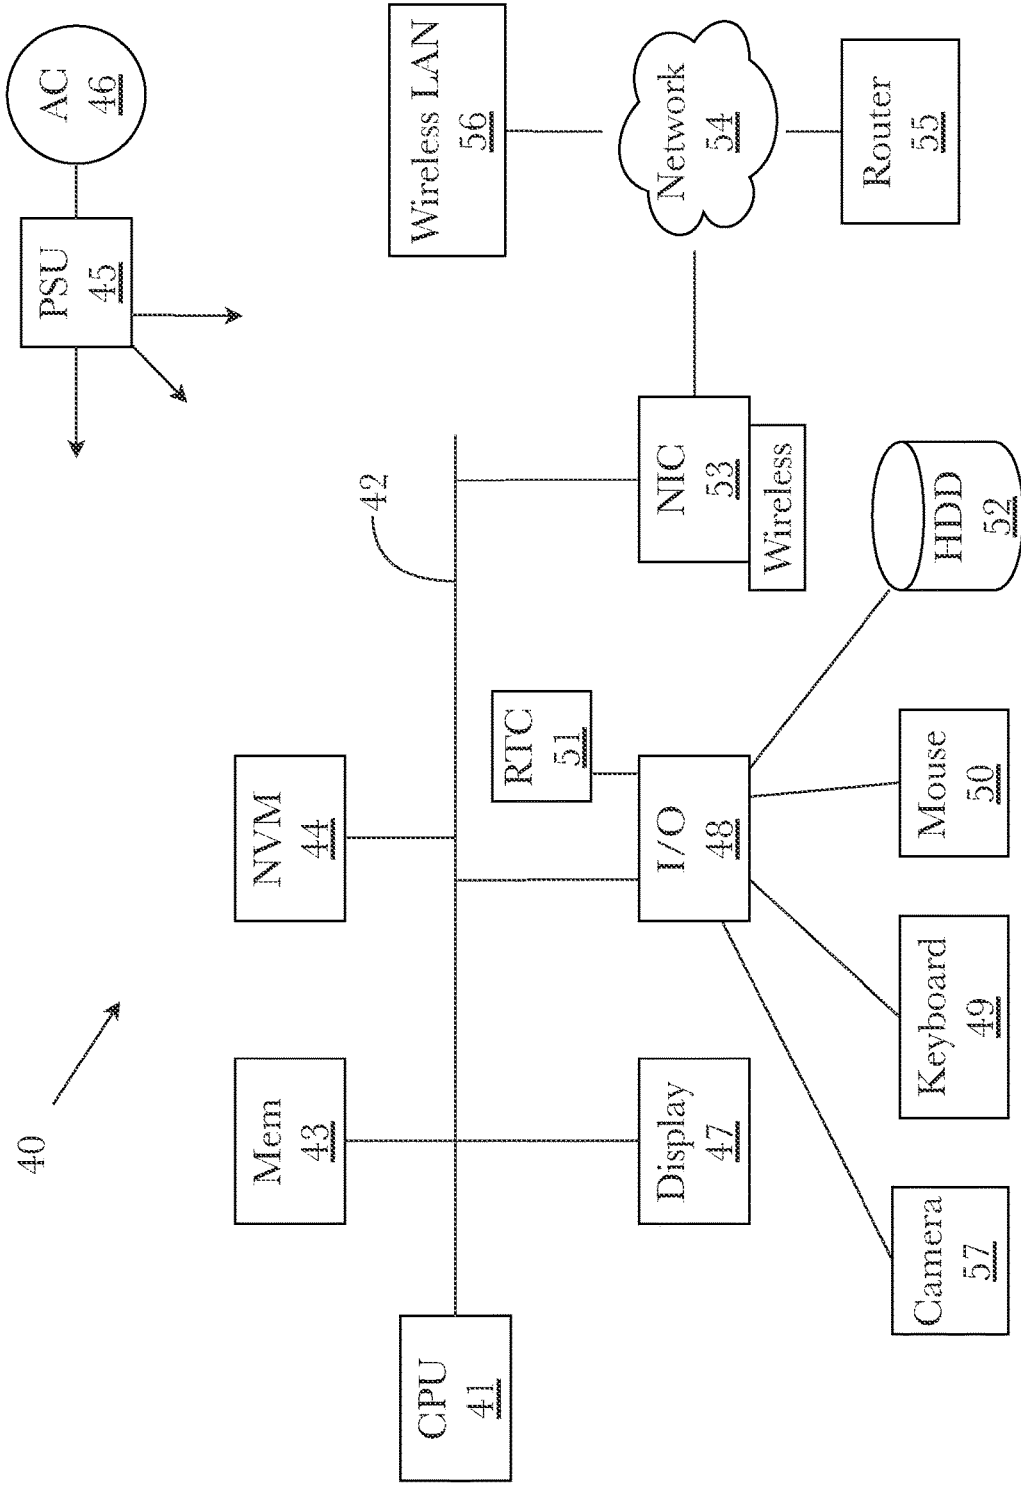 40
CPU
41
Mem
43
NVM
44
42
PSU
45
AC
46
Display
47
I/O
48
RTC
51
NIC
53
Wireless
Network
54
Wireless LAN
56
Router
55
Camera
57
Keyboard
49
Mouse
50
HDD
52